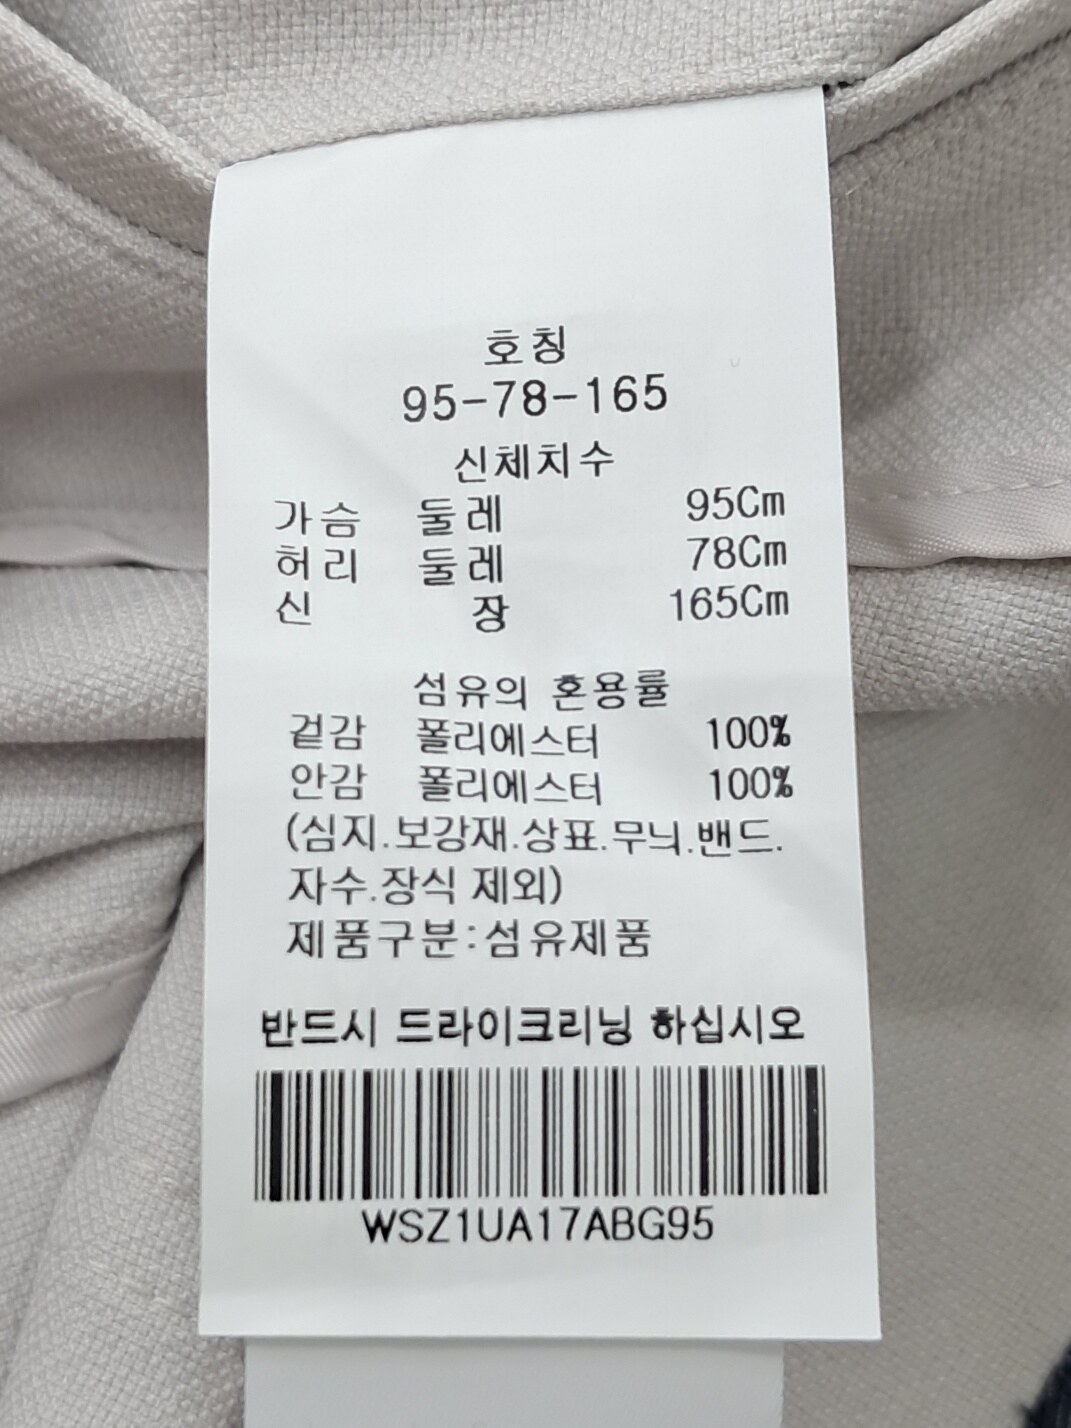 호칭
95-78-165
신체치수
가슴 둘레 95Cm
허리 둘레 78Cm
신 장 165Cm
섬유의 혼용률
겉감 폴리에스터 100%
안감 폴리에스터 100%
(심지.보강재.상표.무늬.밴드.
자수.장식 제외)
제품구분:섬유제품
반드시 드라이크리닝 하십시오
WSZ1UA17ABG95